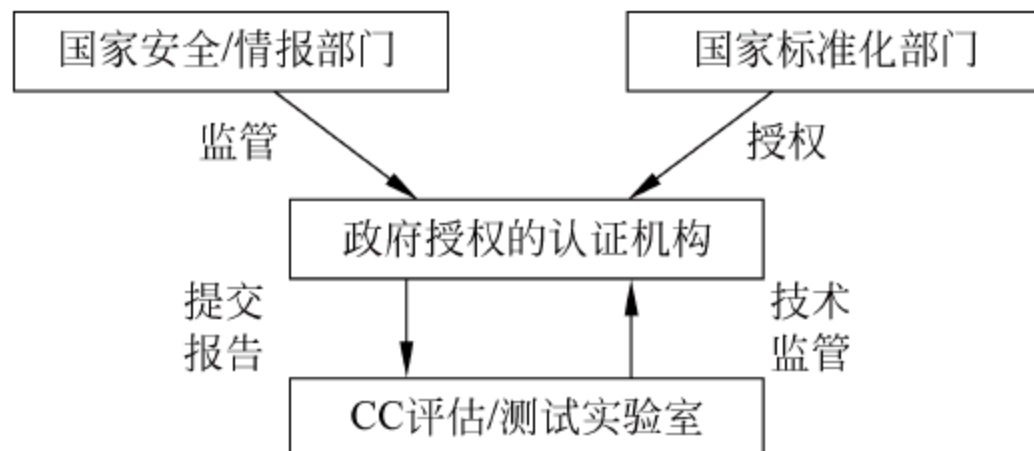 国家安全/情报部门
国家标准化部门
监管
授权
政府授权的认证机构
提交
报告
技术
监管
CC评估/测试实验室